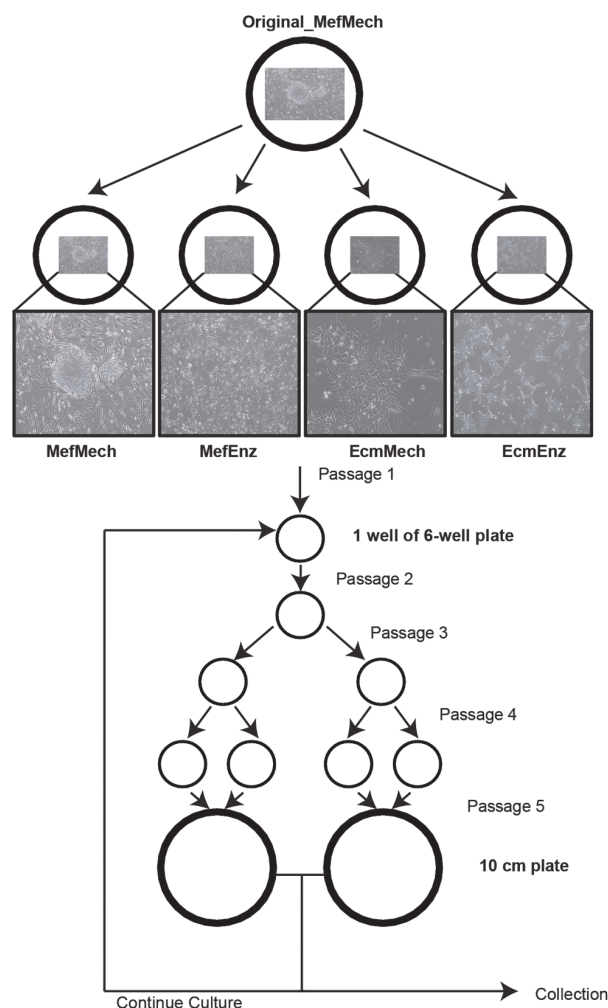 Original_MefMech
MefMech
MefEnz
EcmMech
EcmEnz
Passage 1
1 well of 6-well plate
Passage 2
Passage 3
Passage 4
Passage 5
10 cm plate
Collection
Continue Culture